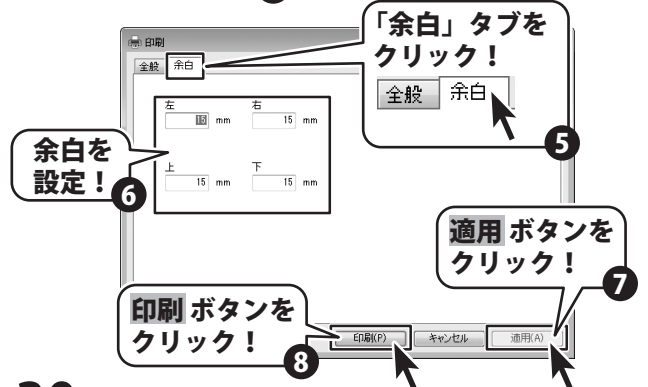 「余白」タブを
クリック！
全般 余白
5
印刷
全般 余白
左 右
15 mm 15 mm
上 下
15 mm 15 mm
余白を
設定！
6
適用 ボタンを
クリック！
7
印刷 ボタンを
クリック！
8
印刷(P) キャンセル 適用(A)